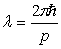 λ = 2πħ / p